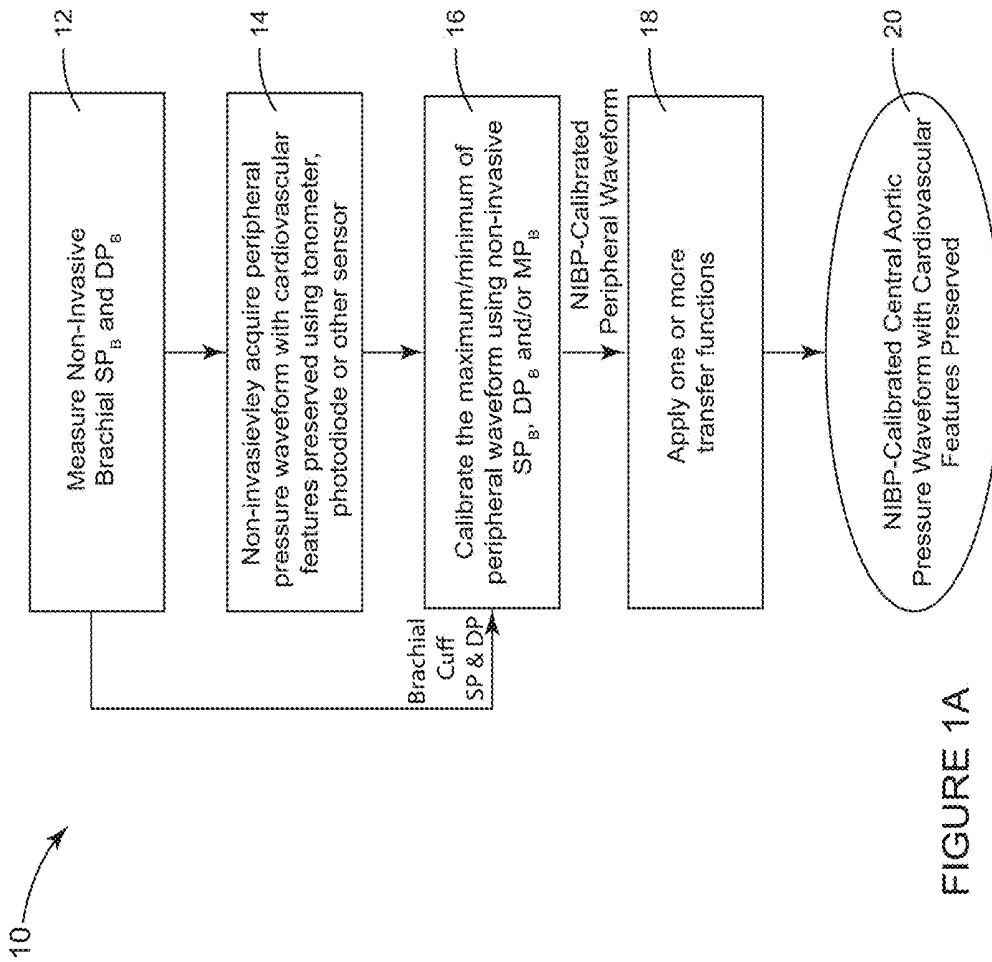 10
12
Measure Non-Invasive
Brachial SP_B and DP_B
14
Non-invasievley acquire peripheral
pressure waveform with cardiovascular
features preserved using tonometer,
photodiode or other sensor
Brachial
Cuff
SP & DP
16
Calibrate the maximum/minimum of
peripheral waveform using non-invasive
SP_B, DP_B and/or MP_B
NIBP-Calibrated
Peripheral Waveform
18
Apply one or more
transfer functions
20
NIBP-Calibrated Central Aortic
Pressure Waveform with Cardiovascular
Features Preserved
FIGURE 1A